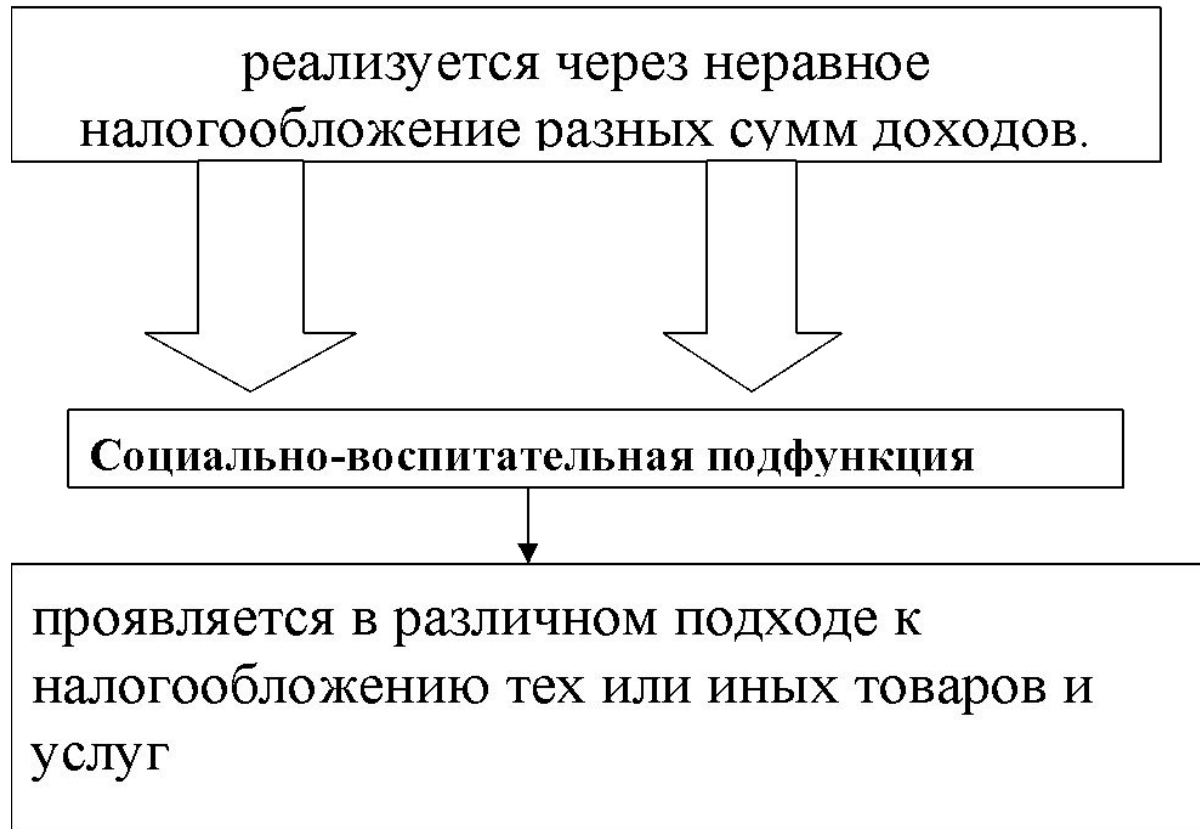 реализуется через неравное
налогообложение разных сумм доходов.
Социально-воспитательная подфункция
проявляется в различном подходе к
налогообложению тех или иных товаров и
услуг